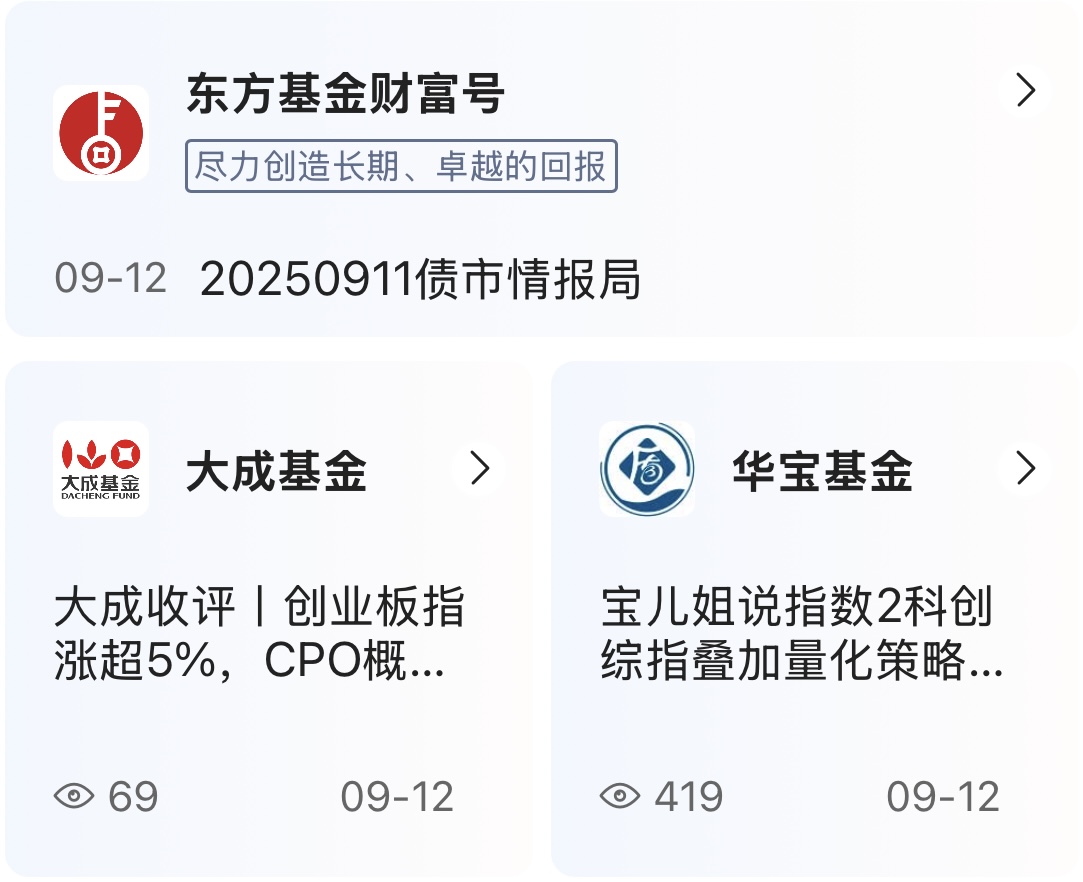 东方基金财富号
尽力创造长期、卓越的回报
09-12 20250911债市情报局
大成基金
DACHENG FUND
大成基金
大成收评丨创业板指
涨超5%，CPO概...
69 09-12
华宝基金
宝儿姐说指数2科创
综指叠加量化策略...
419 09-12